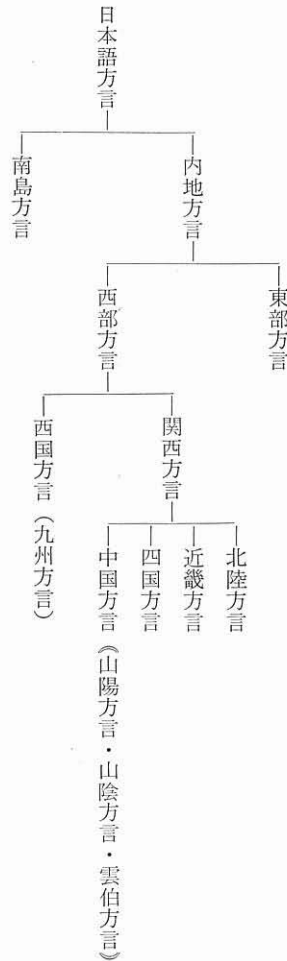 日本語方言
内地方言
東部方言
西部方言
関西方言
北陸方言
近畿方言
四国方言
中国方言(山陽方言・山陰方言・雲伯方言)
西国方言(九州方言)
南島方言